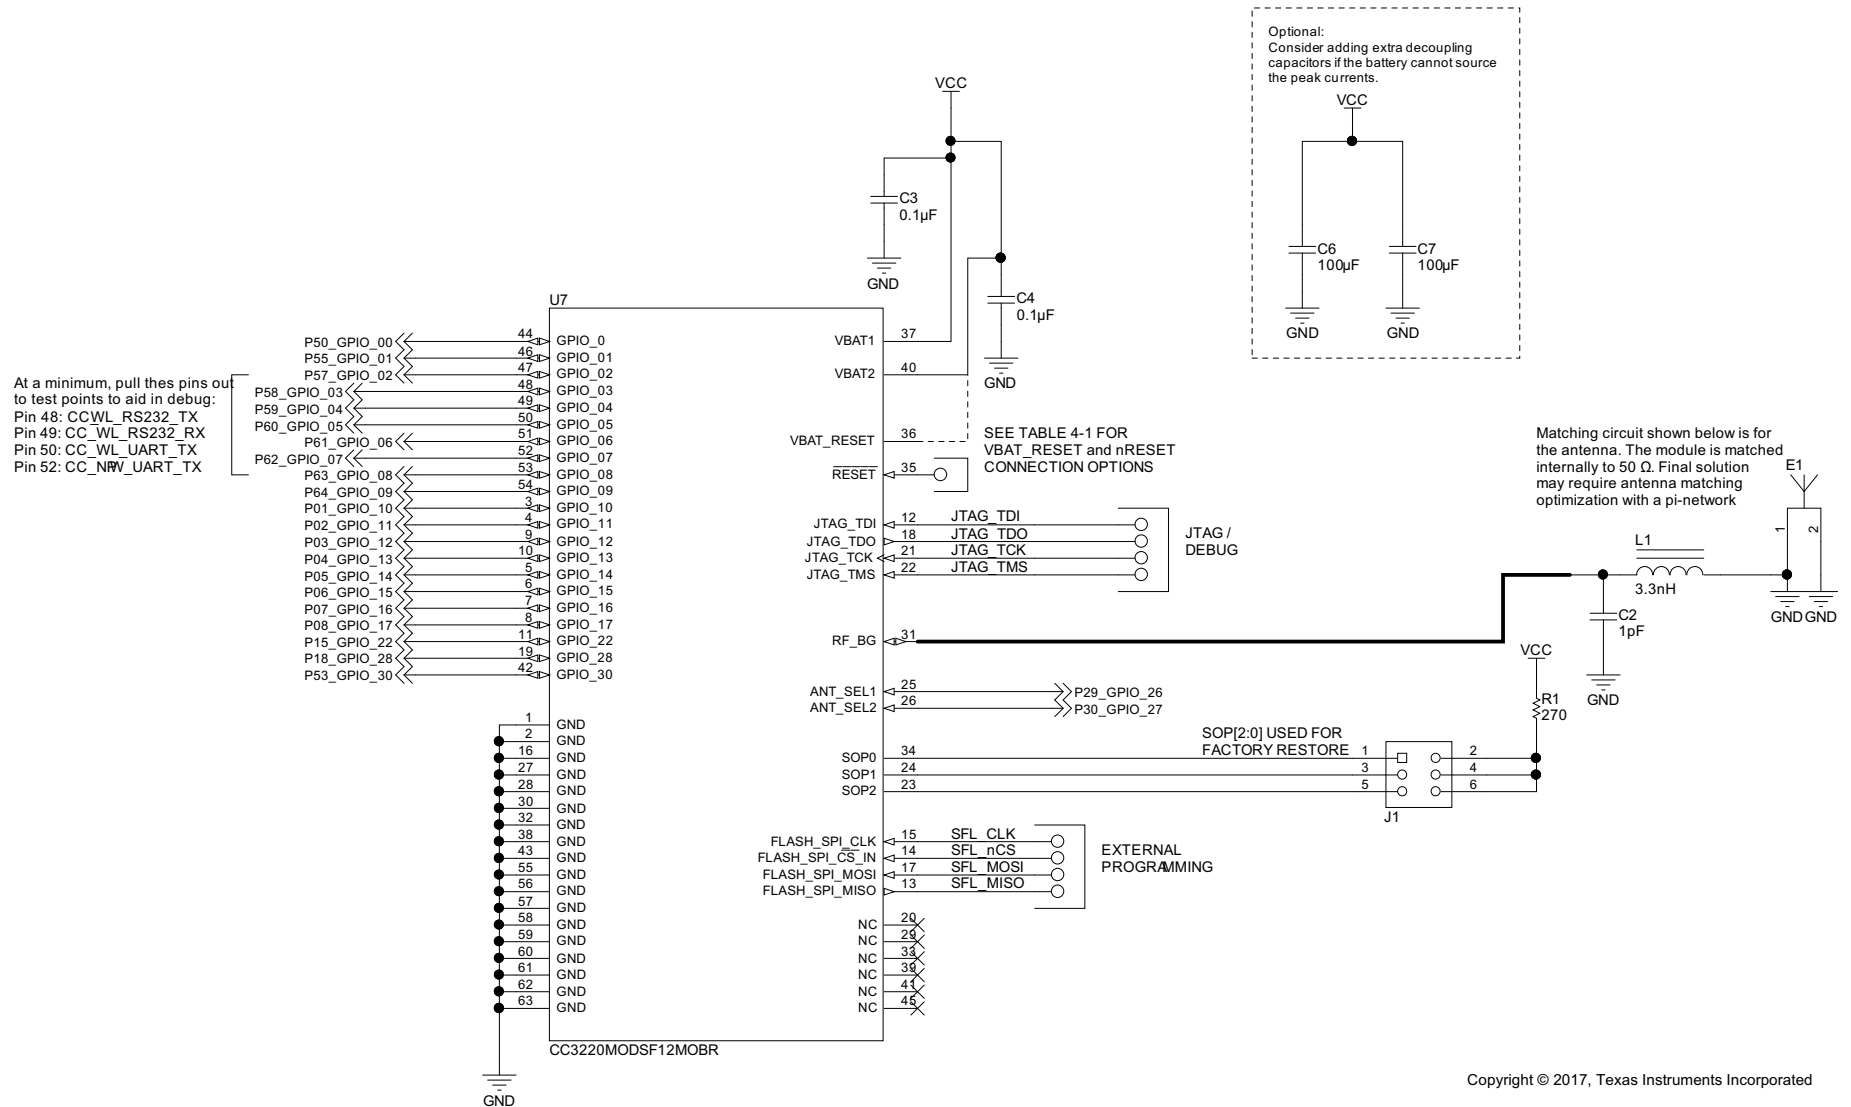 Optional:
Consider adding extra decoupling
capacitors if the battery cannot source
the peak currents.
VCC
C6
100µF
C7
100µF
GND
GND
VCC
C3
0.1µF
GND
C4
0.1µF
GND
U7
At a minimum, pull thes pins out
to test points to aid in debug:
Pin 48: CCWL_RS232_TX
Pin 49: CC_WL_RS232_RX
Pin 50: CC_WL_UART_TX
Pin 52: CC_NPW_UART_TX
P50_GPIO_00 44 GPIO_0
P55_GPIO_01 46 GPIO_01
P57_GPIO_02 47 GPIO_02
P58_GPIO_03 48 GPIO_03
P59_GPIO_04 49 GPIO_04
P60_GPIO_05 50 GPIO_05
P61_GPIO_06 51 GPIO_06
P62_GPIO_07 52 GPIO_07
P63_GPIO_08 53 GPIO_08
P64_GPIO_09 54 GPIO_09
P01_GPIO_10 3 GPIO_10
P02_GPIO_11 4 GPIO_11
P03_GPIO_12 9 GPIO_12
P04_GPIO_13 10 GPIO_13
P05_GPIO_14 5 GPIO_14
P06_GPIO_15 6 GPIO_15
P07_GPIO_16 7 GPIO_16
P08_GPIO_17 8 GPIO_17
P15_GPIO_22 11 GPIO_22
P18_GPIO_28 19 GPIO_28
P53_GPIO_30 42 GPIO_30
1 GND
2 GND
16 GND
27 GND
28 GND
30 GND
32 GND
38 GND
43 GND
55 GND
56 GND
57 GND
58 GND
59 GND
60 GND
61 GND
62 GND
63 GND
GND
VBAT1 37
VBAT2 40
VBAT_RESET 36
RESET 35
SEE TABLE 4-1 FOR
VBAT_RESET and nRESET
CONNECTION OPTIONS
JTAG_TDI 12 JTAG_TDI
JTAG_TDO 18 JTAG_TDO
JTAG_TCK 21 JTAG_TCK
JTAG_TMS 22 JTAG_TMS
JTAG /
DEBUG
RF_BG 31
ANT_SEL1 25 P29_GPIO_26
ANT_SEL2 26 P30_GPIO_27
SOP[2:0] USED FOR
FACTORY RESTORE
SOP0 34 1 2
SOP1 24 3 4
SOP2 23 5 6
J1
VCC
R1
270
FLASH_SPI_CLK 15 SFL_CLK
FLASH_SPI_CS_IN 14 SFL_nCS
FLASH_SPI_MOSI 17 SFL_MOSI
FLASH_SPI_MISO 13 SFL_MISO
EXTERNAL
PROGRAMMING
NC 20
NC 29
NC 33
NC 39
NC 41
NC 45
CC3220MODSF12MOBR
Matching circuit shown below is for
the antenna. The module is matched
internally to 50 Ω. Final solution
may require antenna matching
optimization with a pi-network
E1
1
2
L1
3.3nH
C2
1pF
GND
GND
GND
Copyright © 2017, Texas Instruments Incorporated